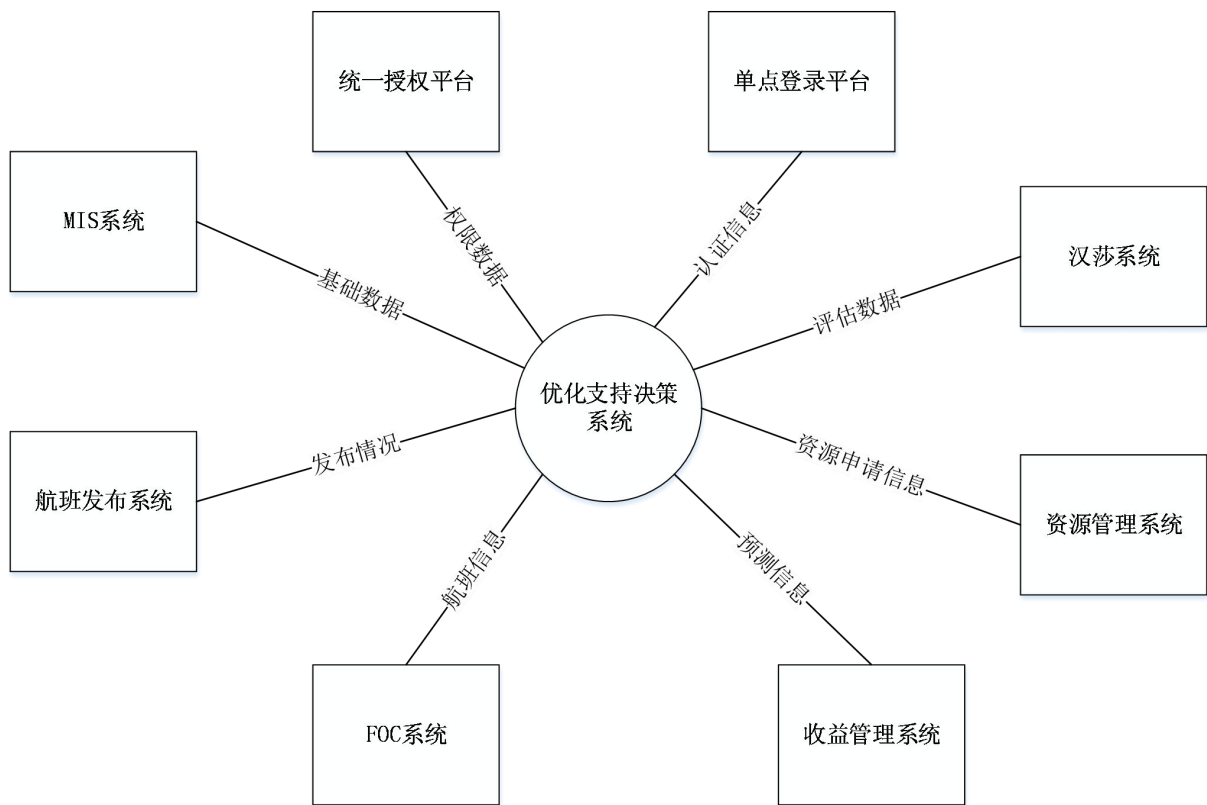 统一授权平台
单点登录平台
MIS系统
权限数据
认证信息
汉莎系统
基础数据
评估数据
优化支持决策
系统
发布情况
资源申请信息
航班发布系统
资源管理系统
航班信息
预测信息
FOC系统
收益管理系统